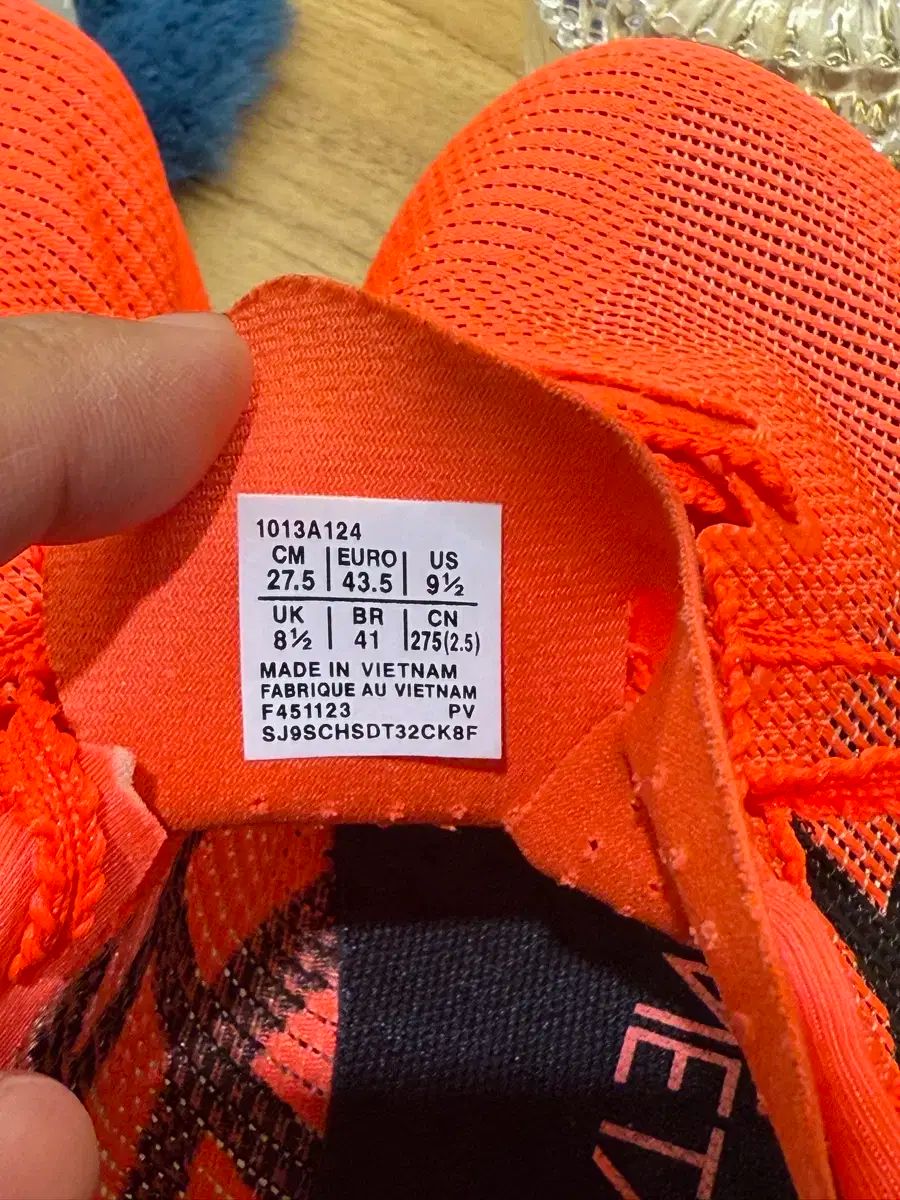 1013A124
CM EURO US
27.5 43.5 9½
UK BR CN
8½ 41 275(2.5)
MADE IN VIETNAM
FABRIQUE AU VIETNAM
F451123 PV
SJ9SCHSDT32CK8F
META